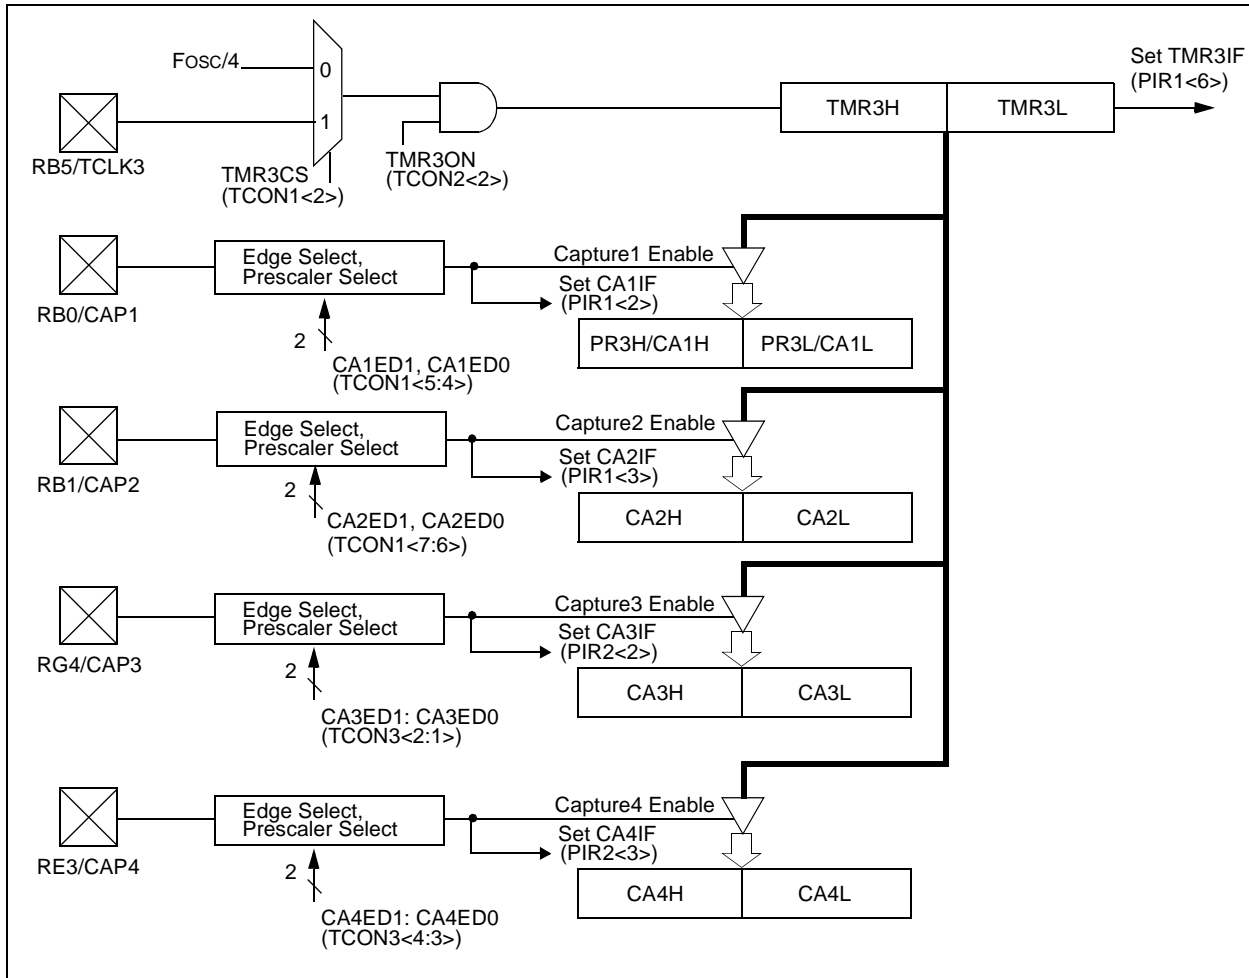 FOSC/4
0
1
RB5/TCLK3
TMR3CS
(TCON1<2>)
TMR3ON
(TCON2<2>)
TMR3H
TMR3L
Set TMR3IF
(PIR1<6>)
RB0/CAP1
Edge Select,
Prescaler Select
2
CA1ED1, CA1ED0
(TCON1<5:4>)
Capture1 Enable
Set CA1IF
(PIR1<2>)
PR3H/CA1H
PR3L/CA1L
RB1/CAP2
Edge Select,
Prescaler Select
2
CA2ED1, CA2ED0
(TCON1<7:6>)
Capture2 Enable
Set CA2IF
(PIR1<3>)
CA2H
CA2L
RG4/CAP3
Edge Select,
Prescaler Select
2
CA3ED1: CA3ED0
(TCON3<2:1>)
Capture3 Enable
Set CA3IF
(PIR2<2>)
CA3H
CA3L
RE3/CAP4
Edge Select,
Prescaler Select
2
CA4ED1: CA4ED0
(TCON3<4:3>)
Capture4 Enable
Set CA4IF
(PIR2<3>)
CA4H
CA4L